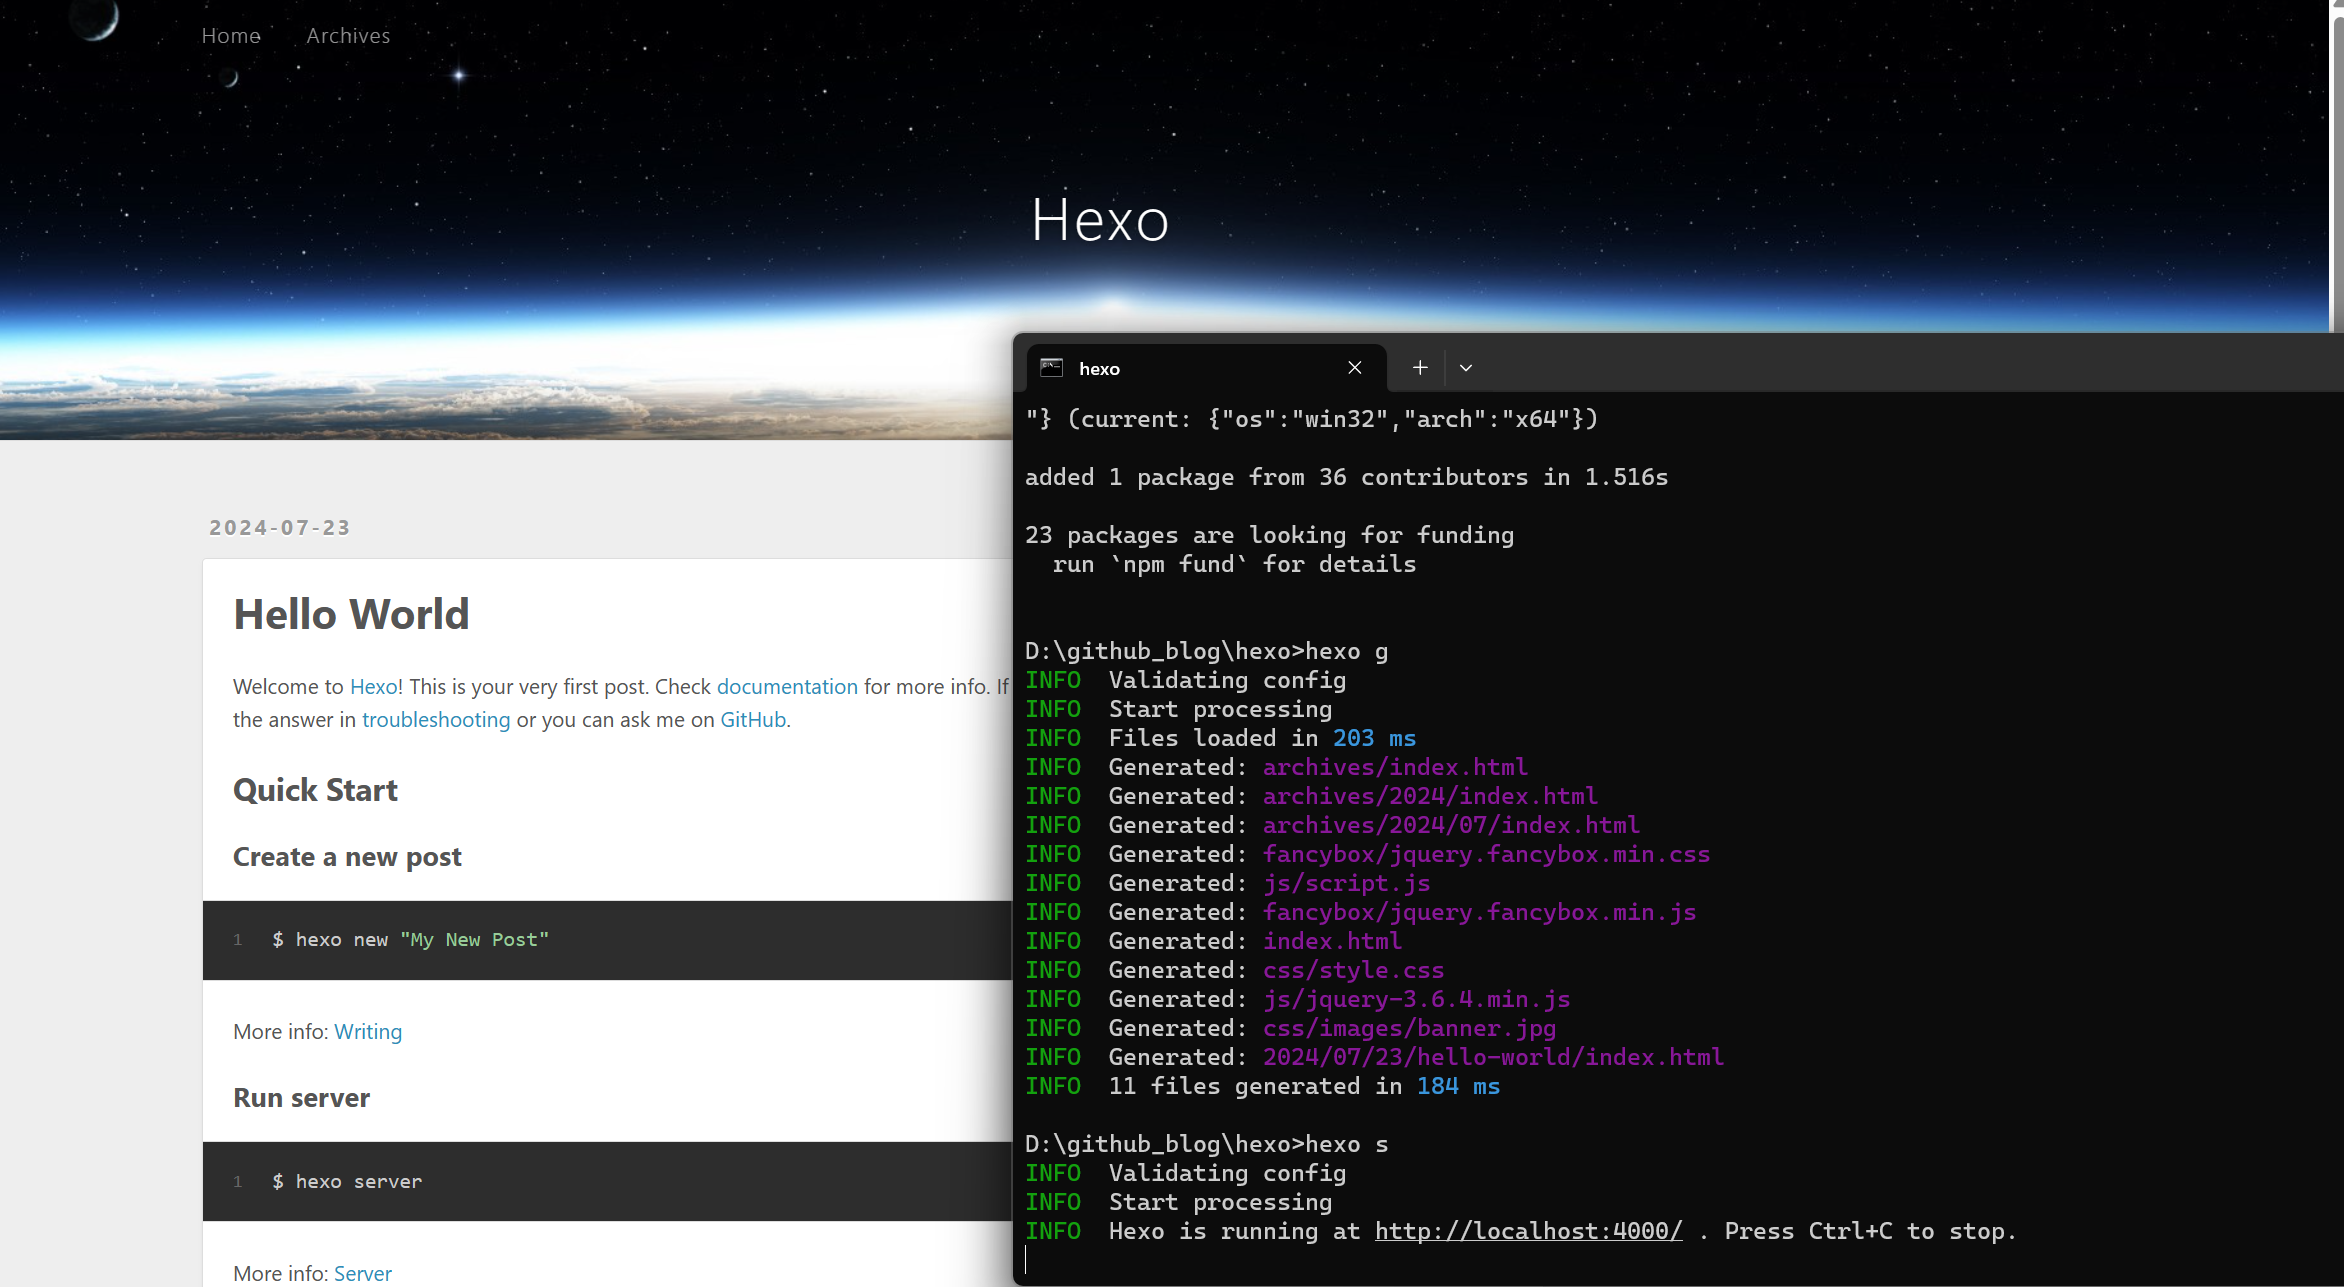 Home Archives
Hexo
2024-07-23
Hello World
Welcome to Hexo! This is your very first post. Check documentation for more info. If
the answer in troubleshooting or you can ask me on GitHub.
Quick Start
Create a new post
1 $ hexo new "My New Post"
More info: Writing
Run server
1 $ hexo server
More info: Server
hexo
"} (current: {"os":"win32","arch":"x64"})
added 1 package from 36 contributors in 1.516s
23 packages are looking for funding
run `npm fund` for details
D:\github_blog\hexo>hexo g
INFO Validating config
INFO Start processing
INFO Files loaded in 203 ms
INFO Generated: archives/index.html
INFO Generated: archives/2024/index.html
INFO Generated: archives/2024/07/index.html
INFO Generated: fancybox/jquery.fancybox.min.css
INFO Generated: js/script.js
INFO Generated: fancybox/jquery.fancybox.min.js
INFO Generated: index.html
INFO Generated: css/style.css
INFO Generated: js/jquery-3.6.4.min.js
INFO Generated: css/images/banner.jpg
INFO Generated: 2024/07/23/hello-world/index.html
INFO 11 files generated in 184 ms
D:\github_blog\hexo>hexo s
INFO Validating config
INFO Start processing
INFO Hexo is running at http://localhost:4000/ . Press Ctrl+C to stop.